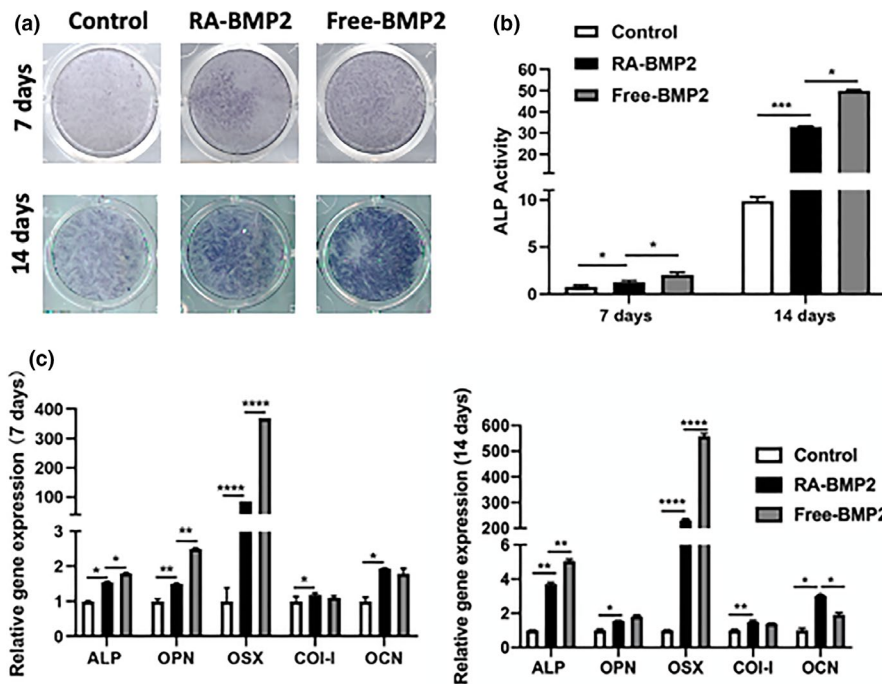 (a)
Control RA-BMP2 Free-BMP2
7 days
14 days
(b)
Control
RA-BMP2
Free-BMP2
ALP Activity
60
50
40
30
20
10
5
0
* * *** *
7 days 14 days
(c)
Relative gene expression (7 days)
400
300
200
100
3
2
1
0
* * ** ** **** **** * *
ALP OPN OSX COI-I OCN
Relative gene expression (14 days)
600
500
400
300
200
6
4
2
0
** ** * **** **** ** * *
ALP OPN OSX COI-I OCN
Control
RA-BMP2
Free-BMP2